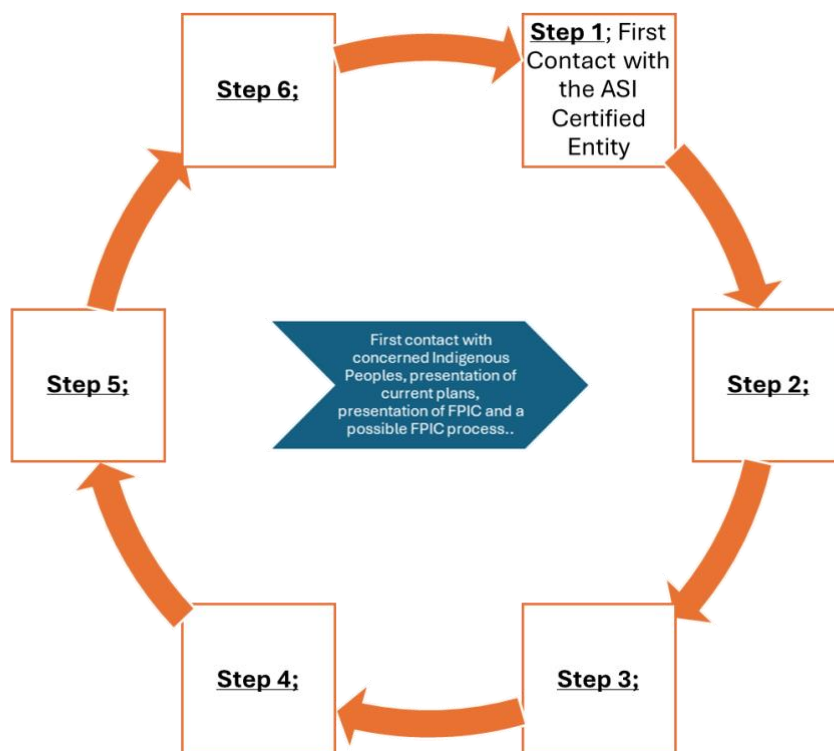 Step 6;
Step 1; First
Contact with
the ASI
Certified
Entity
First contact with
concerned Indigenous
Peoples, presentation of
current plans,
presentation of FPIC and a
possible FPIC process..
Step 5;
Step 2;
Step 4;
Step 3;